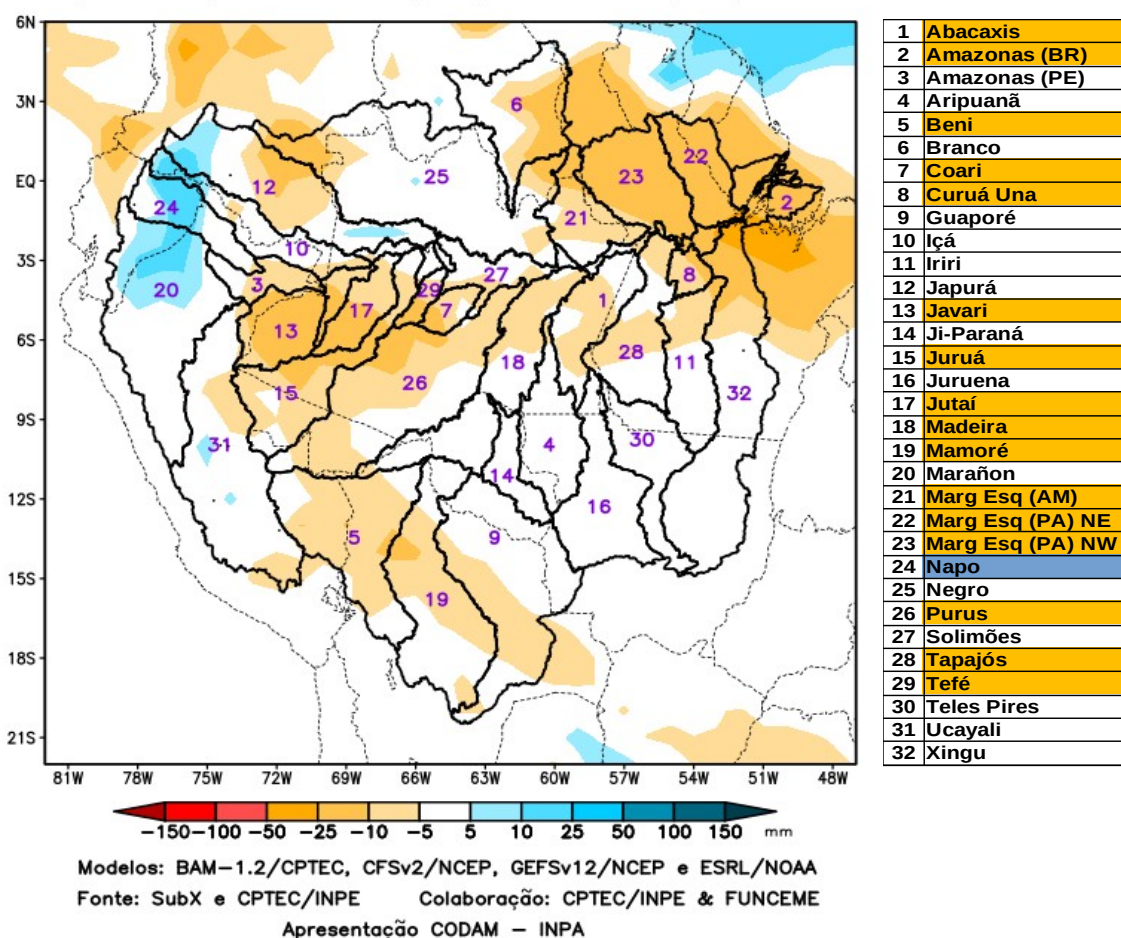 6N
3N
EQ
3S
6S
9S
12S
15S
18S
21S
81W 78W 75W 72W 69W 66W 63W 60W 57W 54W 51W 48W
6
12
25
23
22
24
21
2
10
3
20
27
8
29
7
17
1
13
28
18
11
15
26
32
31
4
30
14
16
5
9
19
-150 -100 -50 -25 -10 -5 5 10 25 50 100 150 mm
Modelos: BAM-1.2/CPTEC, CFSv2/NCEP, GEFSv12/NCEP e ESRL/NOAA
Fonte: SubX e CPTEC/INPE Colaboração: CPTEC/INPE & FUNCEME
Apresentação CODAM - INPA
1 Abacaxis
2 Amazonas (BR)
3 Amazonas (PE)
4 Aripuanã
5 Beni
6 Branco
7 Coari
8 Curuá Una
9 Guaporé
10 Içá
11 Iriri
12 Japurá
13 Javari
14 Ji-Paraná
15 Juruá
16 Juruena
17 Jutaí
18 Madeira
19 Mamoré
20 Marañon
21 Marg Esq (AM)
22 Marg Esq (PA) NE
23 Marg Esq (PA) NW
24 Napo
25 Negro
26 Purus
27 Solimões
28 Tapajós
29 Tefé
30 Teles Pires
31 Ucayali
32 Xingu